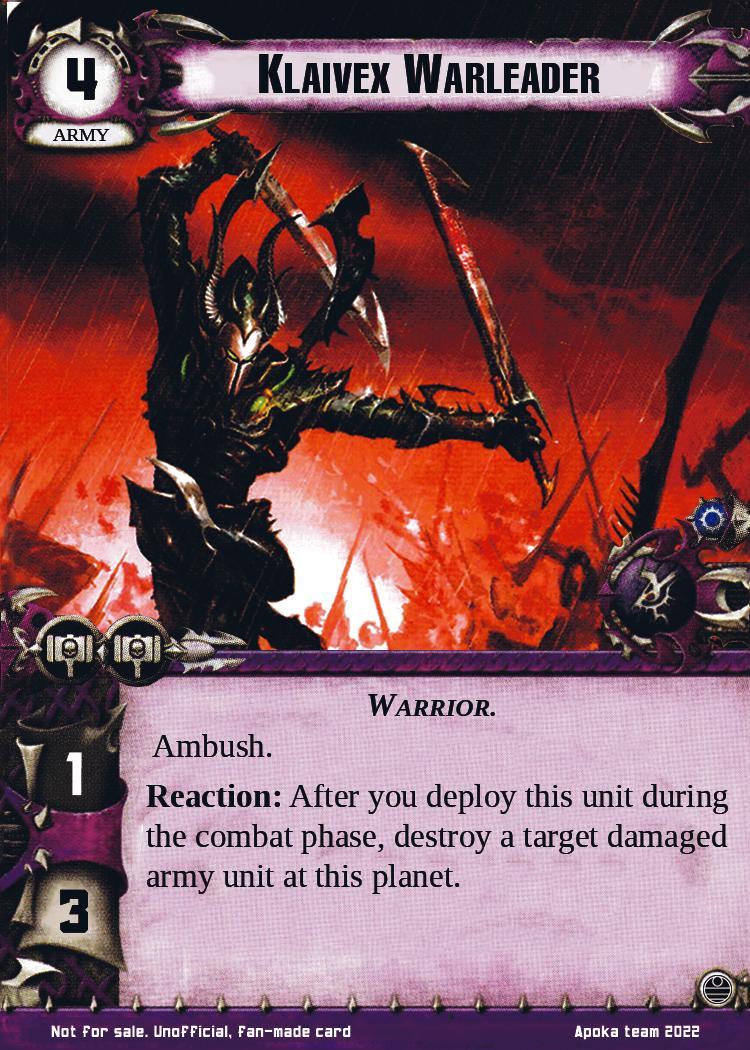 4
Klaivex Warleader
ARMY
Warrior.
Ambush.
1
Reaction: After you deploy this unit during
the combat phase, destroy a target damaged
army unit at this planet.
3
Not for sale. Unofficial, fan-made card
Apoka team 2022